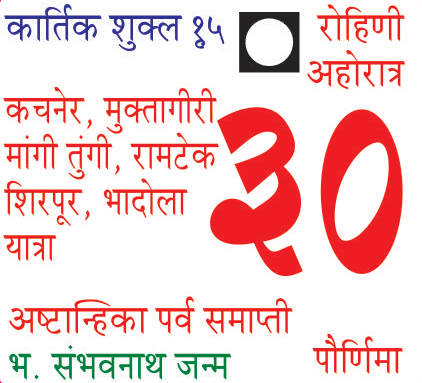 कार्तिक शुक्ल १५ रोहिणी
अहोरात्र
कचनेर, मुक्तागीरी
मांगी तुंगी, रामटेक
शिरपूर, भादोला
यात्रा
३०
अष्टान्हिका पर्व समाप्ती
भ. संभवनाथ जन्म पौर्णिमा